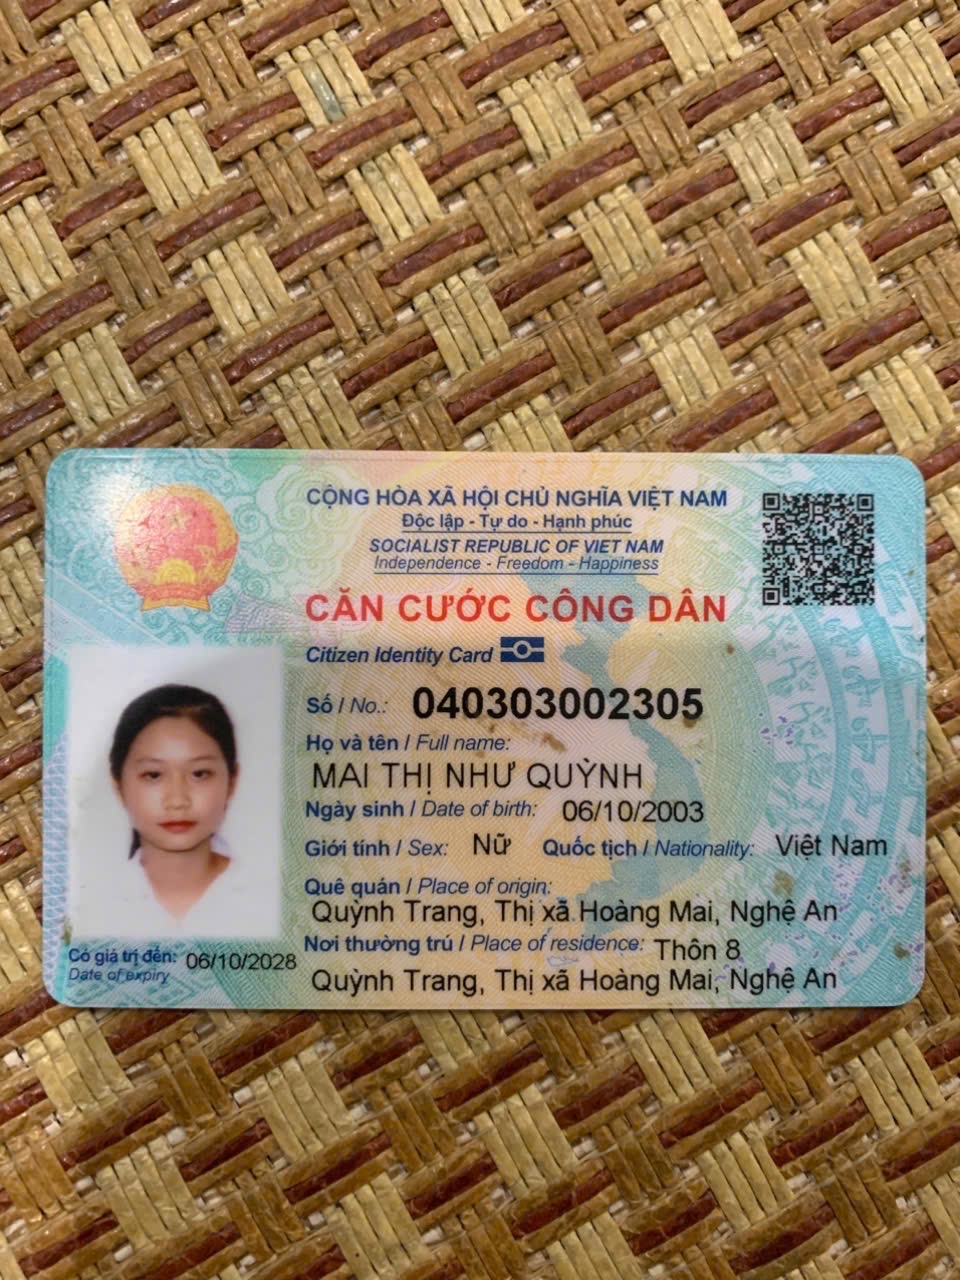 CỘNG HÒA XÃ HỘI CHỦ NGHĨA VIỆT NAM
Độc lập - Tự do - Hạnh phúc
SOCIALIST REPUBLIC OF VIET NAM
Independence - Freedom - Happiness
CĂN CƯỚC CÔNG DÂN
Citizen Identity Card
Số / No.: 040303002305
Họ và tên / Full name:
MAI THỊ NHƯ QUỲNH
Ngày sinh / Date of birth: 06/10/2003
Giới tính / Sex: Nữ Quốc tịch / Nationality: Việt Nam
Quê quán / Place of origin:
Quỳnh Trang, Thị xã Hoàng Mai, Nghệ An
Nơi thường trú / Place of residence: Thôn 8
Quỳnh Trang, Thị xã Hoàng Mai, Nghệ An
Có giá trị đến: 06/10/2028
Date of expiry